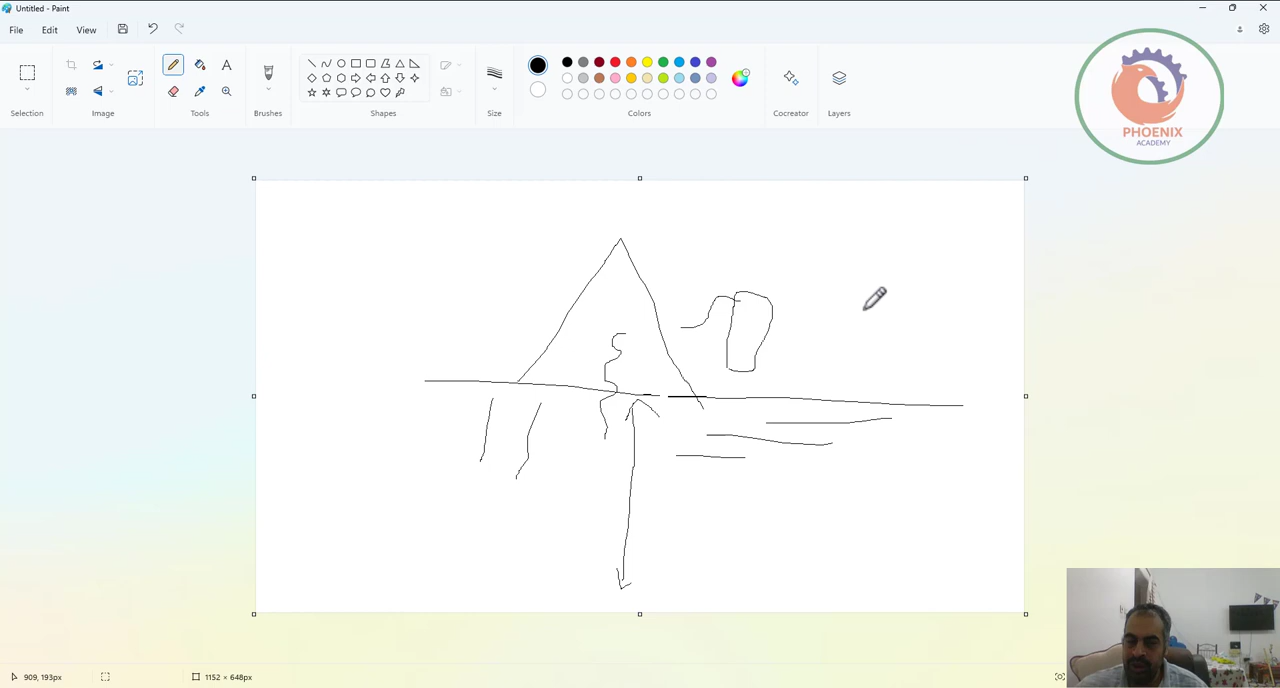 Untitled - Paint
File
Edit
View
Selection
Image
Tools
Brushes
Shapes
Size
Colors
Cocreator
Layers
A
PHOENIX
ACADEMY
909, 193px
1152 × 648px